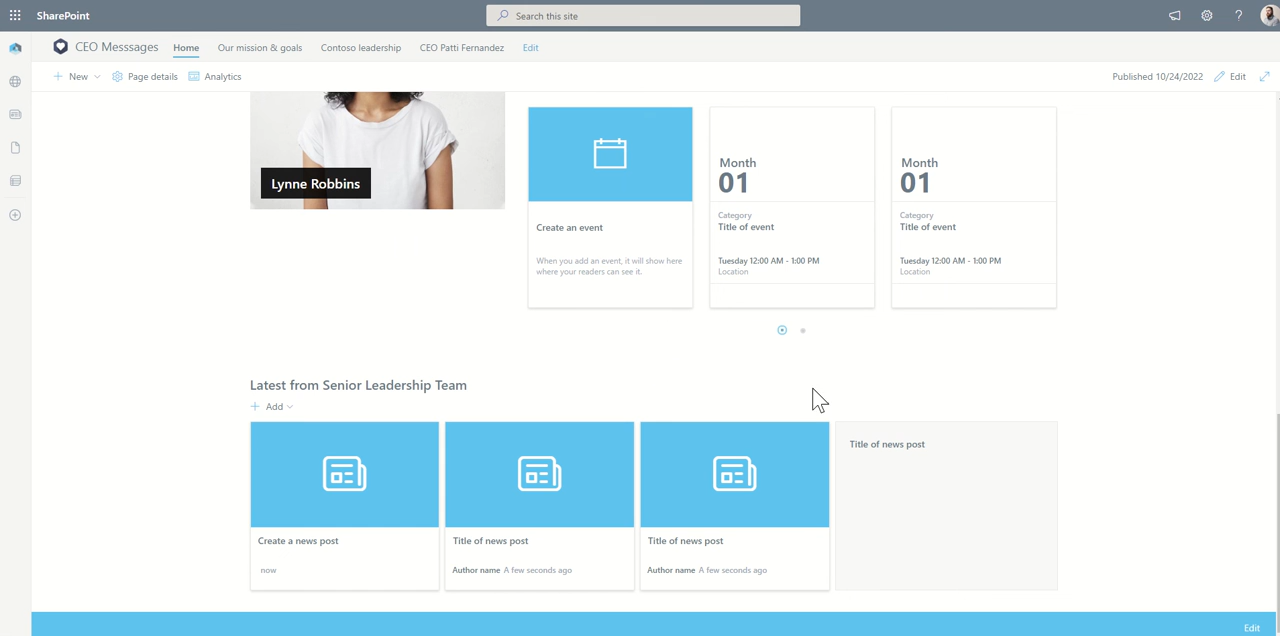 SharePoint
Search this site
?
CEO Messsages
Home
Our mission & goals
Contoso leadership
CEO Patti Fernandez
Edit
New
Page details
Analytics
Published 10/24/2022
Edit
Lynne Robbins
Create an event
When you add an event, it will show here
where your readers can see it.
Month
01
Category
Title of event
Tuesday 12:00 AM - 1:00 PM
Location
Month
01
Category
Title of event
Tuesday 12:00 AM - 1:00 PM
Location
Latest from Senior Leadership Team
Add
Create a news post
now
Title of news post
Author name A few seconds ago
Title of news post
Author name A few seconds ago
Title of news post
Edit